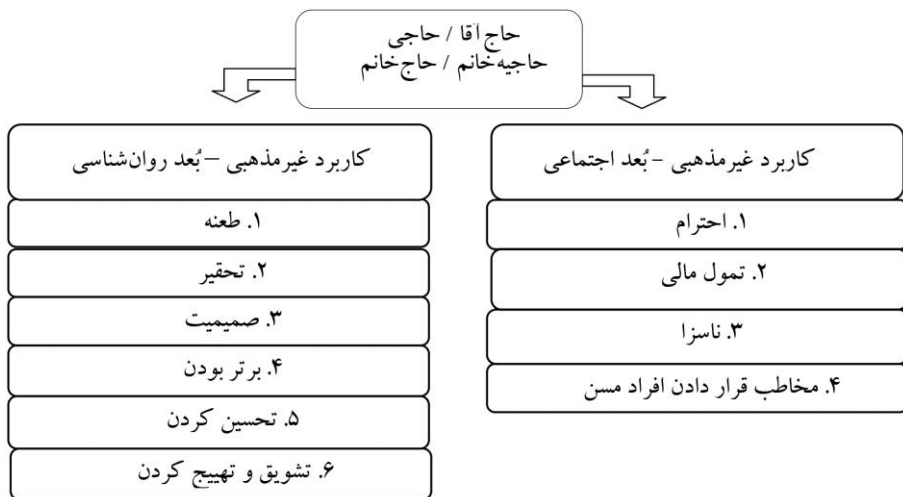 حاج آقا / حاجی
حاجیه‌خانم / حاج‌خانم
کاربرد غیرمذهبی - بُعد اجتماعی
۱. احترام
۲. تمول مالی
۳. ناسزا
۴. مخاطب قرار دادن افراد مسن
کاربرد غیرمذهبی – بُعد روان‌شناسی
۱. طعنه
۲. تحقیر
۳. صمیمیت
۴. برتر بودن
۵. تحسین کردن
۶. تشویق و تهییج کردن